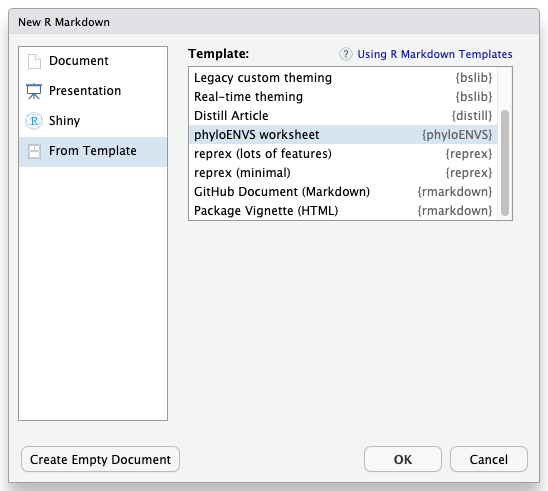 New R Markdown
Document
Presentation
R Shiny
From Template
Template:
? Using R Markdown Templates
Legacy custom theming {bslib}
Real-time theming {bslib}
Distill Article {distill}
phyloENVS worksheet {phyloENVS}
reprex (lots of features) {reprex}
reprex (minimal) {reprex}
GitHub Document (Markdown) {rmarkdown}
Package Vignette (HTML) {rmarkdown}
Create Empty Document
OK
Cancel